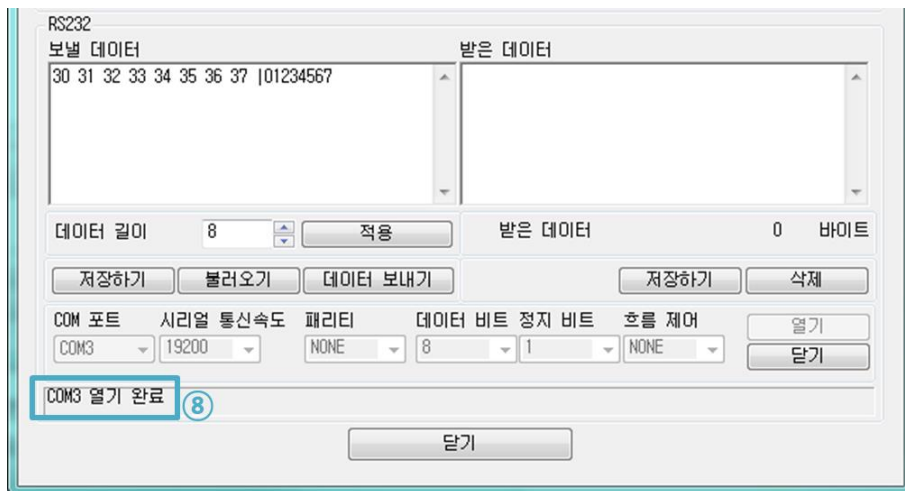 RS232
보낼 데이터 받은 데이터
30 31 32 33 34 35 36 37 |01234567
데이터 길이 8 적용 받은 데이터 0 바이트
저장하기 불러오기 데이터 보내기 저장하기 삭제
COM 포트 시리얼 통신속도 패리티 데이터 비트 정지 비트 흐름 제어 열기
COM3 19200 NONE 8 1 NONE 닫기
COM3 열기 완료 ⑧
닫기